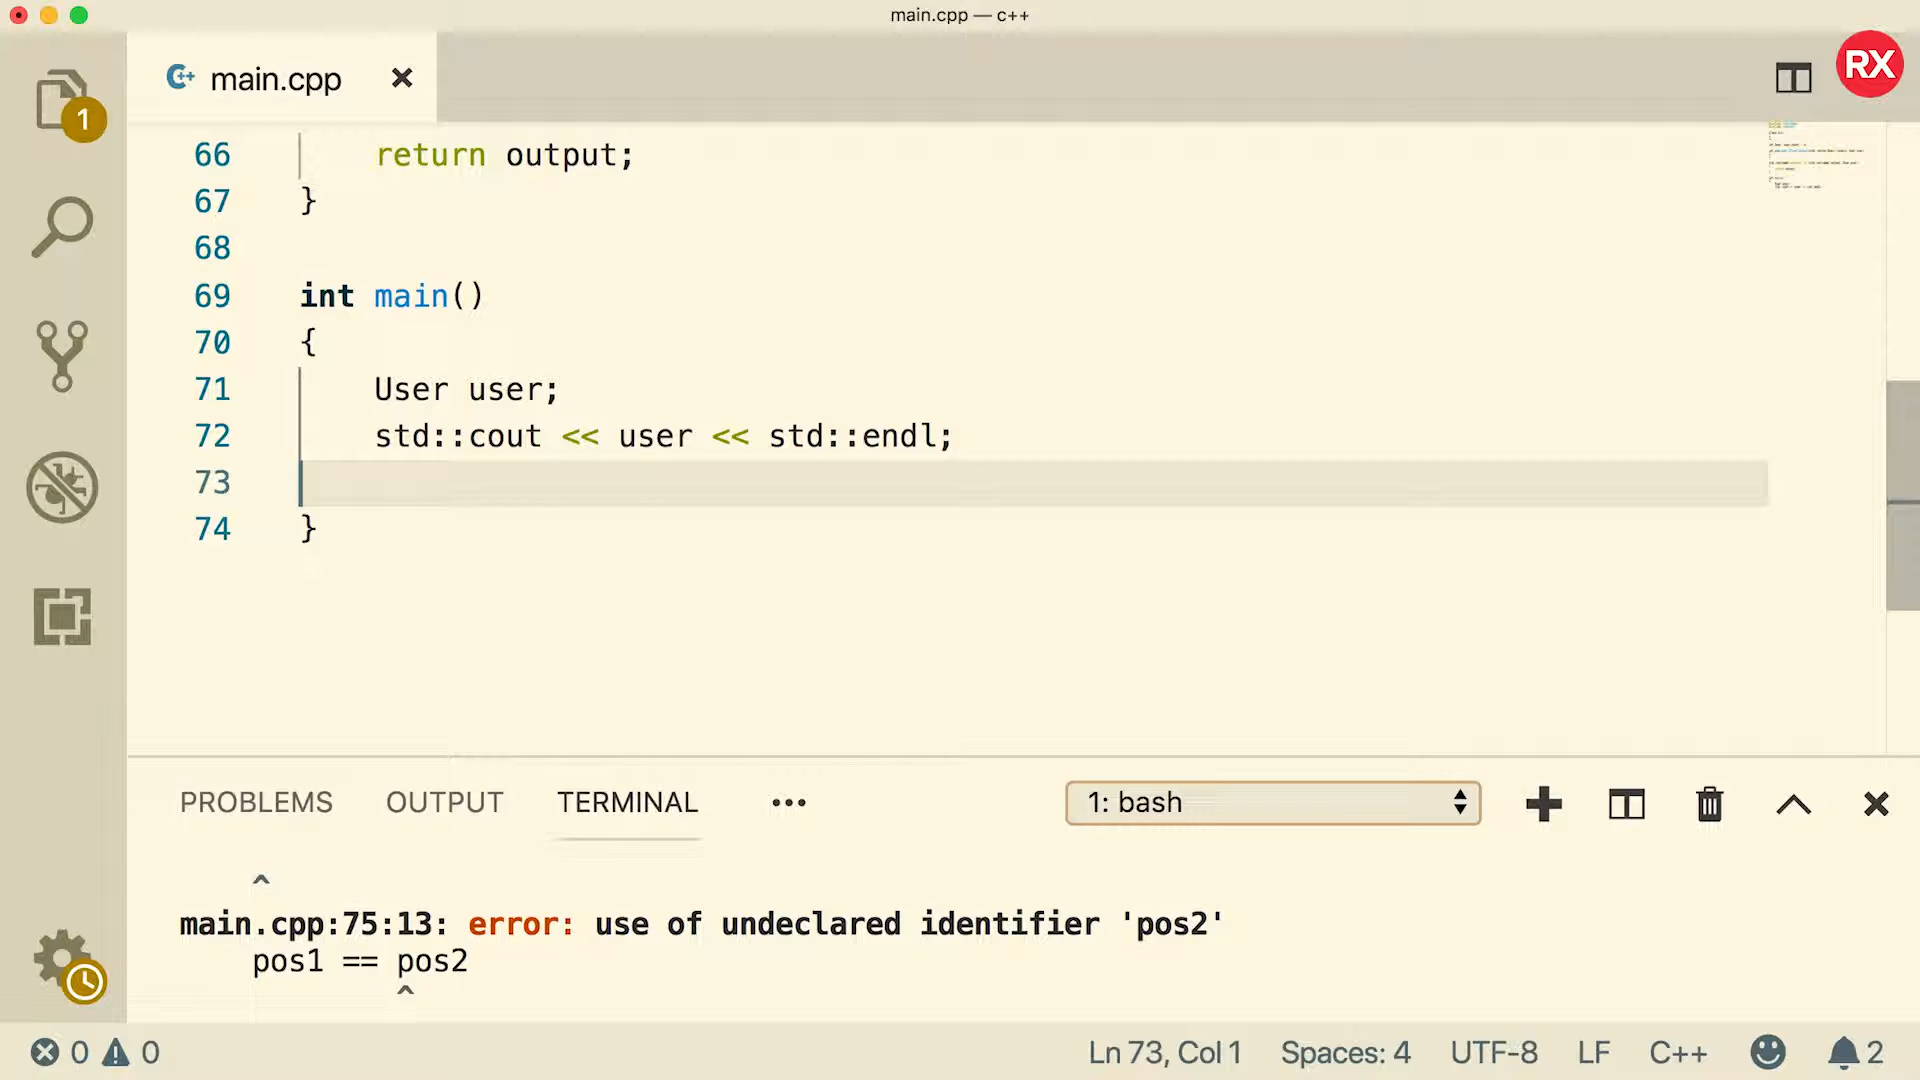 main.cpp — c++
main.cpp
RX
1
66 return output;
67 }
68
69 int main()
70 {
71 User user;
72 std::cout << user << std::endl;
73
74 }
PROBLEMS OUTPUT TERMINAL ••• 1: bash
^
main.cpp:75:13: error: use of undeclared identifier 'pos2'
pos1 == pos2
^
0 0 Ln 73, Col 1 Spaces: 4 UTF-8 LF C++ 2